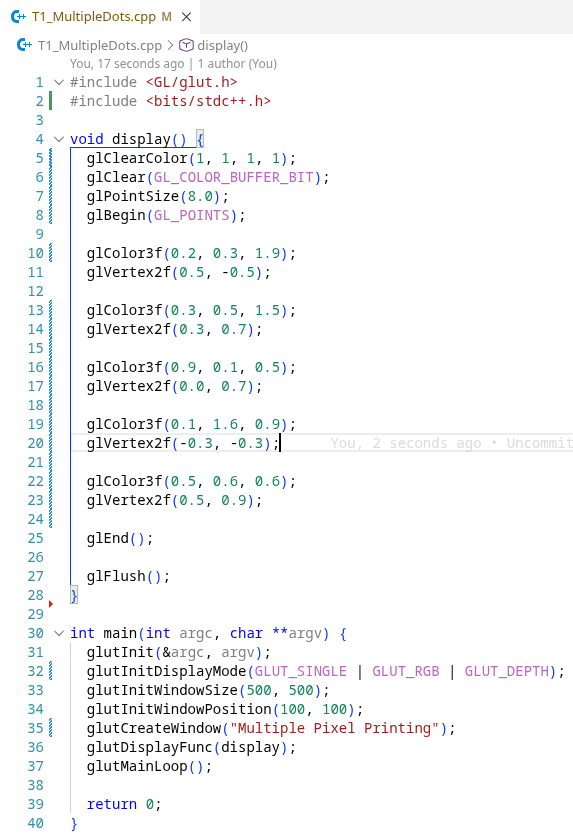 T1_MultipleDots.cpp M
T1_MultipleDots.cpp > display()
You, 17 seconds ago | 1 author (You)
1 #include <GL/glut.h>
2 #include <bits/stdc++.h>
3
4 void display() {
5 glClearColor(1, 1, 1, 1);
6 glClear(GL_COLOR_BUFFER_BIT);
7 glPointSize(8.0);
8 glBegin(GL_POINTS);
9
10 glColor3f(0.2, 0.3, 1.9);
11 glVertex2f(0.5, -0.5);
12
13 glColor3f(0.3, 0.5, 1.5);
14 glVertex2f(0.3, 0.7);
15
16 glColor3f(0.9, 0.1, 0.5);
17 glVertex2f(0.0, 0.7);
18
19 glColor3f(0.1, 1.6, 0.9);
20 glVertex2f(-0.3, -0.3); You, 2 seconds ago • Uncommit
21
22 glColor3f(0.5, 0.6, 0.6);
23 glVertex2f(0.5, 0.9);
24
25 glEnd();
26
27 glFlush();
28 }
29
30 int main(int argc, char **argv) {
31 glutInit(&argc, argv);
32 glutInitDisplayMode(GLUT_SINGLE | GLUT_RGB | GLUT_DEPTH);
33 glutInitWindowSize(500, 500);
34 glutInitWindowPosition(100, 100);
35 glutCreateWindow("Multiple Pixel Printing");
36 glutDisplayFunc(display);
37 glutMainLoop();
38
39 return 0;
40 }